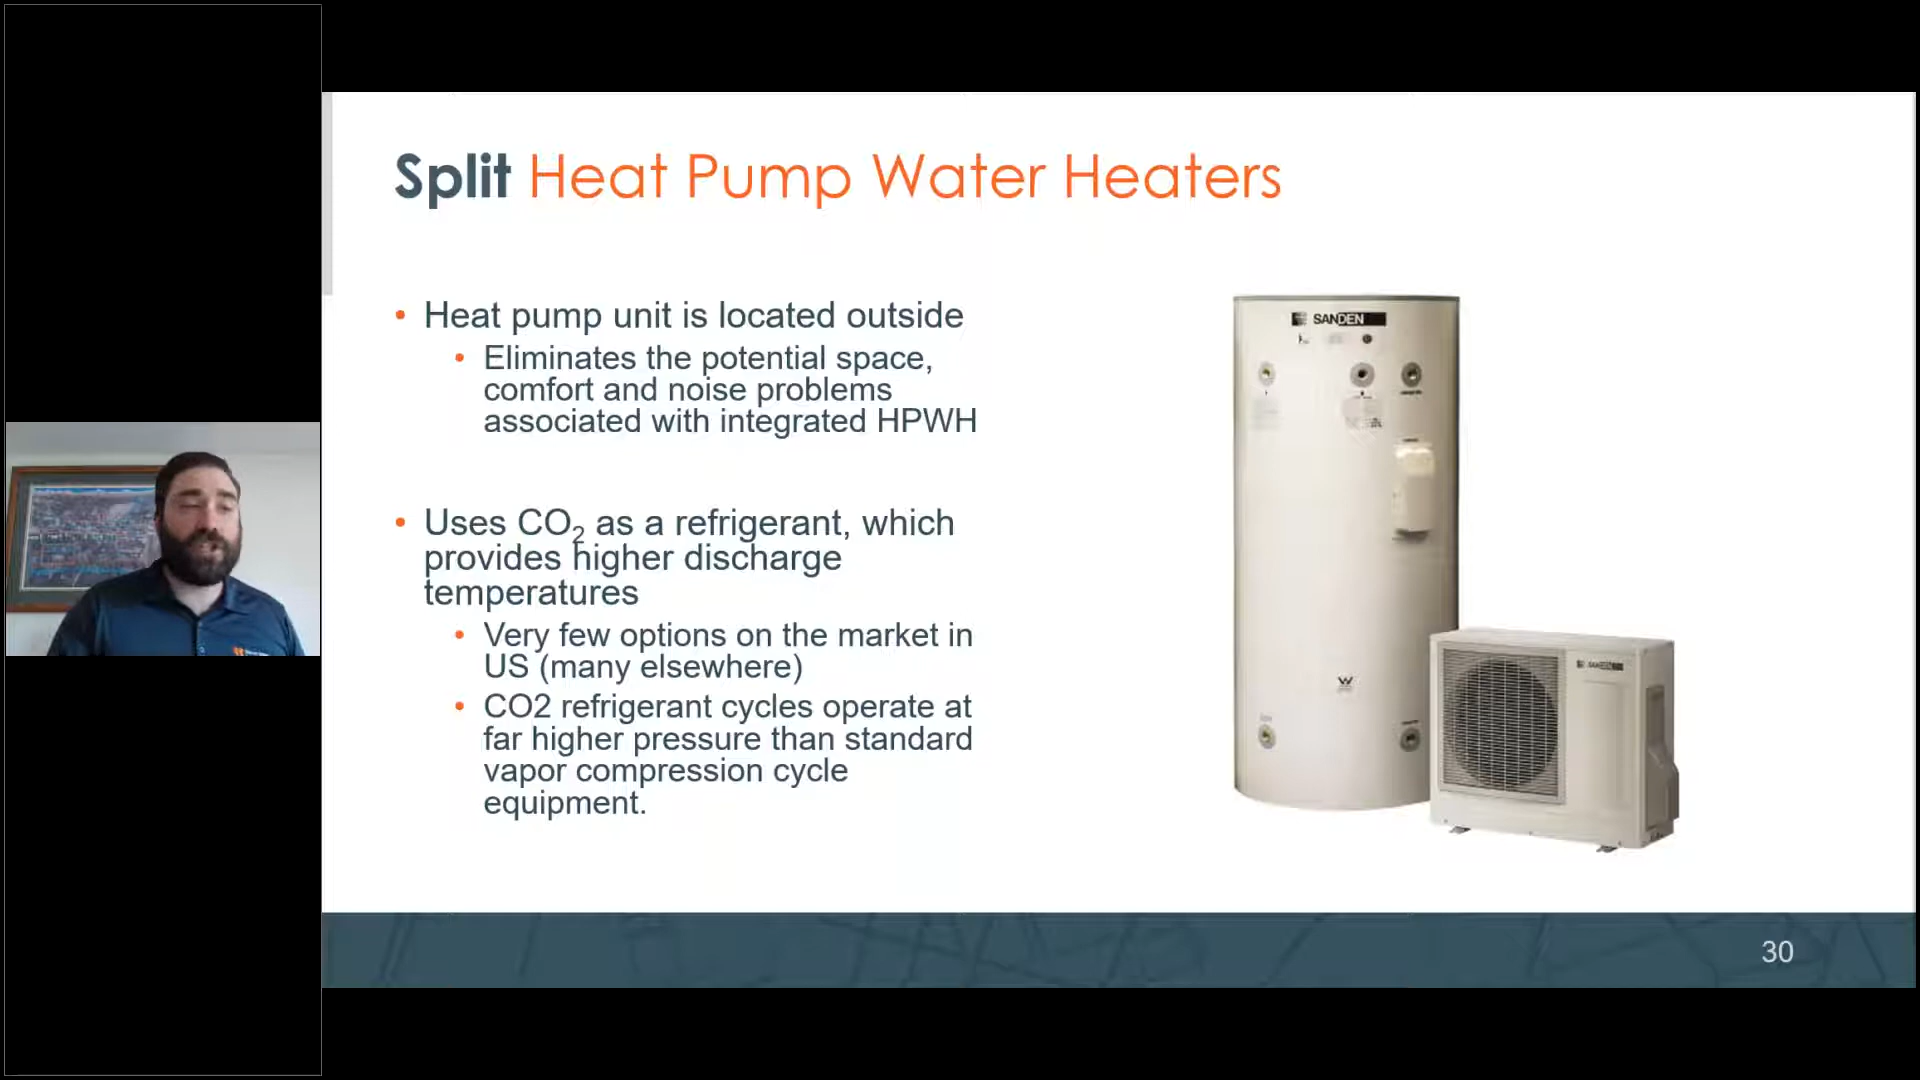 Split Heat Pump Water Heaters
• Heat pump unit is located outside
• Eliminates the potential space,
comfort and noise problems
associated with integrated HPWH
• Uses CO₂ as a refrigerant, which
provides higher discharge
temperatures
• Very few options on the market in
US (many elsewhere)
• CO2 refrigerant cycles operate at
far higher pressure than standard
vapor compression cycle
equipment.
SANDEN
SANDEN
30